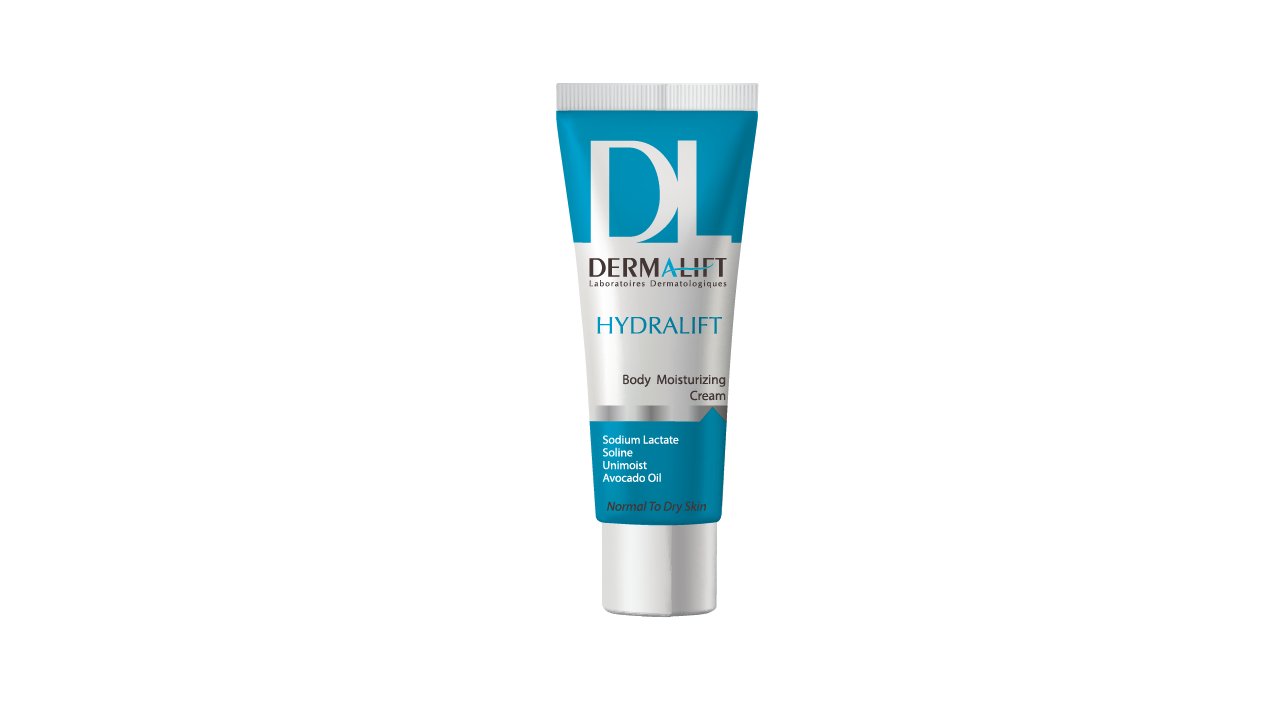 DL
DERMALIFT
Laboratoires Dermatologiques
HYDRALIFT
Body Moisturizing
Cream
Sodium Lactate
Soline
Unimoist
Avocado Oil
Normal To Dry Skin